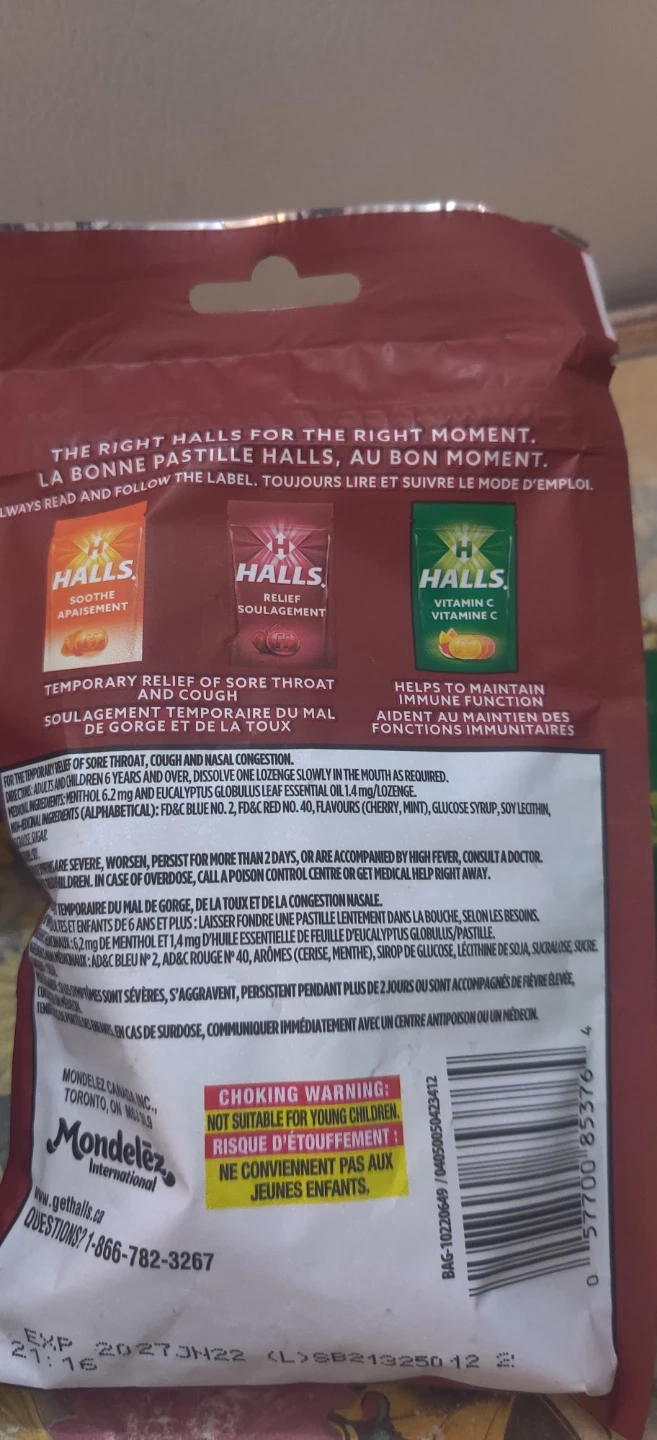 THE RIGHT HALLS FOR THE RIGHT MOMENT.
LA BONNE PASTILLE HALLS, AU BON MOMENT.
LWAYS READ AND FOLLOW THE LABEL. TOUJOURS LIRE ET SUIVRE LE MODE D'EMPLOI.
HALLS.
SOOTHE
APAISEMENT
HALLS.
RELIEF
SOULAGEMENT
HALLS.
VITAMIN C
VITAMINE C
TEMPORARY RELIEF OF SORE THROAT
AND COUGH
SOULAGEMENT TEMPORAIRE DU MAL
DE GORGE ET DE LA TOUX
HELPS TO MAINTAIN
IMMUNE FUNCTION
AIDENT AU MAINTIEN DES
FONCTIONS IMMUNITAIRES
FOR THE TEMPORARY RELIEF OF SORE THROAT, COUGH AND NASAL CONGESTION.
DIRECTIONS: ADULTS AND CHILDREN 6 YEARS AND OVER, DISSOLVE ONE LOZENGE SLOWLY IN THE MOUTH AS REQUIRED.
MEDICINAL INGREDIENTS: MENTHOL 6.2 mg AND EUCALYPTUS GLOBULUS LEAF ESSENTIAL OIL 1.4 mg/LOZENGE.
INGREDIENTS (ALPHABETICAL): FD&C BLUE NO. 2, FD&C RED NO. 40, FLAVOURS (CHERRY, MINT), GLUCOSE SYRUP, SOY LECITHIN,
SUGAR
ARE SEVERE, WORSEN, PERSIST FOR MORE THAN 2 DAYS, OR ARE ACCOMPANIED BY HIGH FEVER, CONSULT A DOCTOR.
CHILDREN. IN CASE OF OVERDOSE, CALL A POISON CONTROL CENTRE OR GET MEDICAL HELP RIGHT AWAY.
TEMPORAIRE DU MAL DE GORGE, DE LA TOUX ET DE LA CONGESTION NASALE.
ET ENFANTS DE 6 ANS ET PLUS : LAISSER FONDRE UNE PASTILLE LENTEMENT DANS LA BOUCHE, SELON LES BESOINS.
: 6,2 mg DE MENTHOL ET 1,4 mg D'HUILE ESSENTIELLE DE FEUILLE D'EUCALYPTUS GLOBULUS/PASTILLE.
: AD&C BLEU Nº 2, AD&C ROUGE Nº 40, ARÔMES (CERISE, MENTHE), SIROP DE GLUCOSE, LÉCITHINE DE SOJA, SUCRALOSE, SUCRE.
SONT SÉVÈRES, S'AGGRAVENT, PERSISTENT PENDANT PLUS DE 2 JOURS OU SONT ACCOMPAGNÉS DE FIÈVRE ÉLEVÉE,
EN CAS DE SURDOSE, COMMUNIQUER IMMÉDIATEMENT AVEC UN CENTRE ANTIPOISON OU UN MÉDECIN.
MONDELEZ CANADA INC.,
TORONTO, ON
Mondelēz
International
www.gethalls.ca
QUESTIONS? 1-866-782-3267
CHOKING WARNING:
NOT SUITABLE FOR YOUNG CHILDREN.
RISQUE D'ÉTOUFFEMENT :
NE CONVIENNENT PAS AUX
JEUNES ENFANTS.
BAG-10220649 / 04050050423412
0 57700 85376 4
EXP 2027 JN22 (L)SB21325012
21:16